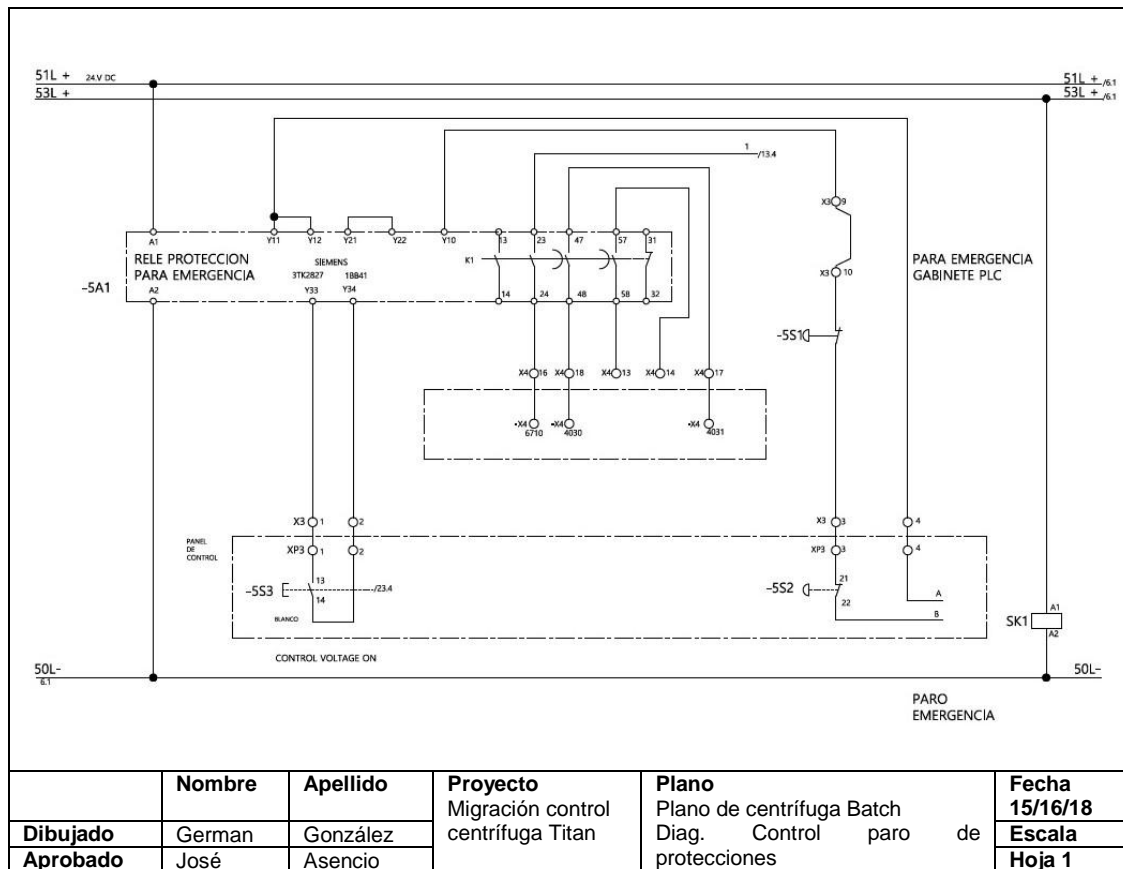 51L + 24.V DC 51L + /6.1
53L + 53L + /6.1
1 /13.4
X3 9
A1 Y11 Y12 Y21 Y22 Y10 13 23 47 57 31
RELE PROTECCION
PARA EMERGENCIA
SIEMENS
3TK2827 1BB41
K1
-5A1
A2 Y33 Y34 14 24 48 58 32
X3 10
PARA EMERGENCIA
GABINETE PLC
-5S1
X4 16 X4 18 X4 13 X4 14 X4 17
-X4 6710 -X4 4030 -X4 4031
X3 1 2 X3 3 4
PANEL
DE
CONTROL
XP3 1 2 XP3 3 4
-5S3 13 14 /23.4
BLANCO
-5S2 21 22
A
B
SK1 A1 A2
CONTROL VOLTAGE ON
50L- 6.1 50L-
PARO
EMERGENCIA
Nombre Apellido Proyecto Plano Fecha
Migración control centrífuga Titan
Plano de centrífuga Batch
Diag. Control paro de protecciones
15/16/18
Dibujado German González Escala
Aprobado José Asencio Hoja 1